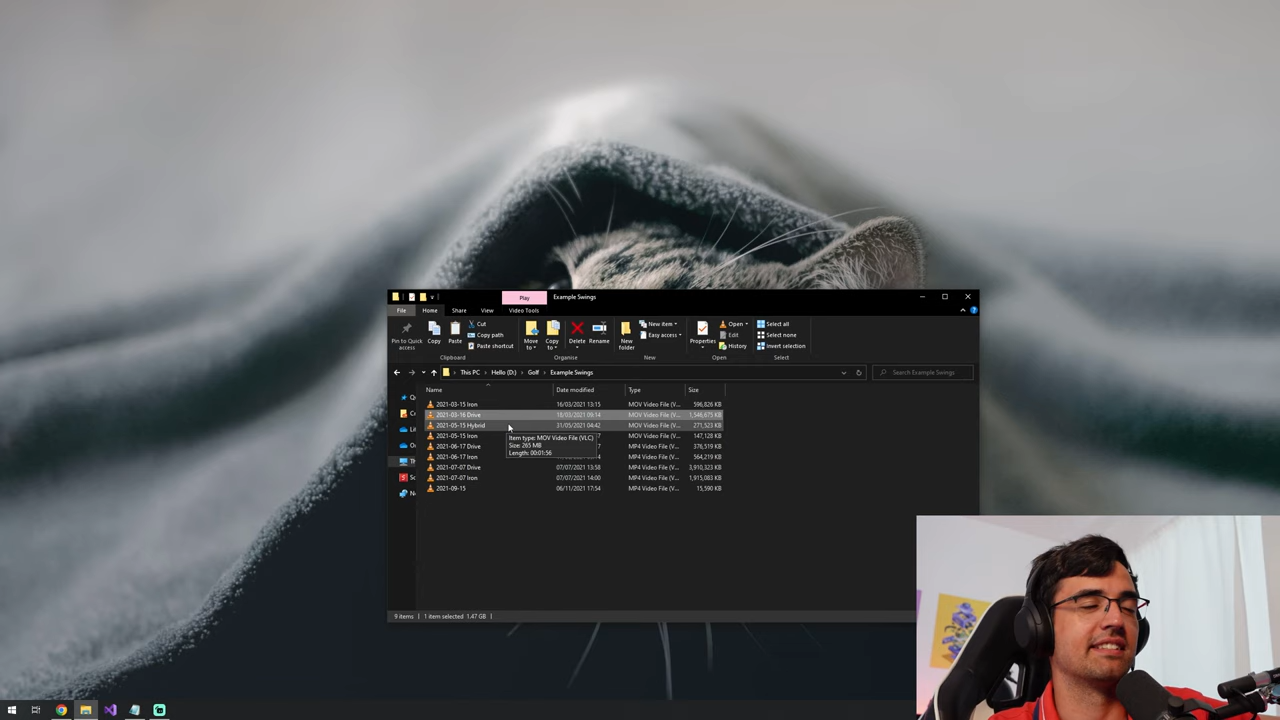 Play
Example Swings
File
Home
Share
View
Video Tools
Pin to Quick access
Copy
Paste
Cut
Copy path
Paste shortcut
Move to
Copy to
Delete
Rename
New folder
New item
Easy access
Properties
Open
Edit
History
Select all
Select none
Invert selection
Clipboard
Organise
New
Open
Select
This PC > Hello (D:) > Golf > Example Swings
Search Example Swings
Name
Date modified
Type
Size
2021-03-15 Iron 16/03/2021 13:15 MOV Video File (V... 596,826 KB
2021-03-16 Drive 18/03/2021 09:14 MOV Video File (V... 1,546,675 KB
2021-05-15 Hybrid 31/05/2021 04:42 MOV Video File (V... 271,523 KB
2021-05-15 Iron MOV Video File (V... 147,128 KB
2021-06-17 Drive MP4 Video File (V... 376,519 KB
2021-06-17 Iron MP4 Video File (V... 564,219 KB
2021-07-07 Drive 07/07/2021 13:58 MP4 Video File (V... 3,910,323 KB
2021-07-07 Iron 07/07/2021 14:00 MP4 Video File (V... 1,915,083 KB
2021-09-15 06/11/2021 17:54 MP4 Video File (V... 15,590 KB
Item type: MOV Video File (VLC)
Size: 265 MB
Length: 00:01:56
9 items
1 item selected 1.47 GB